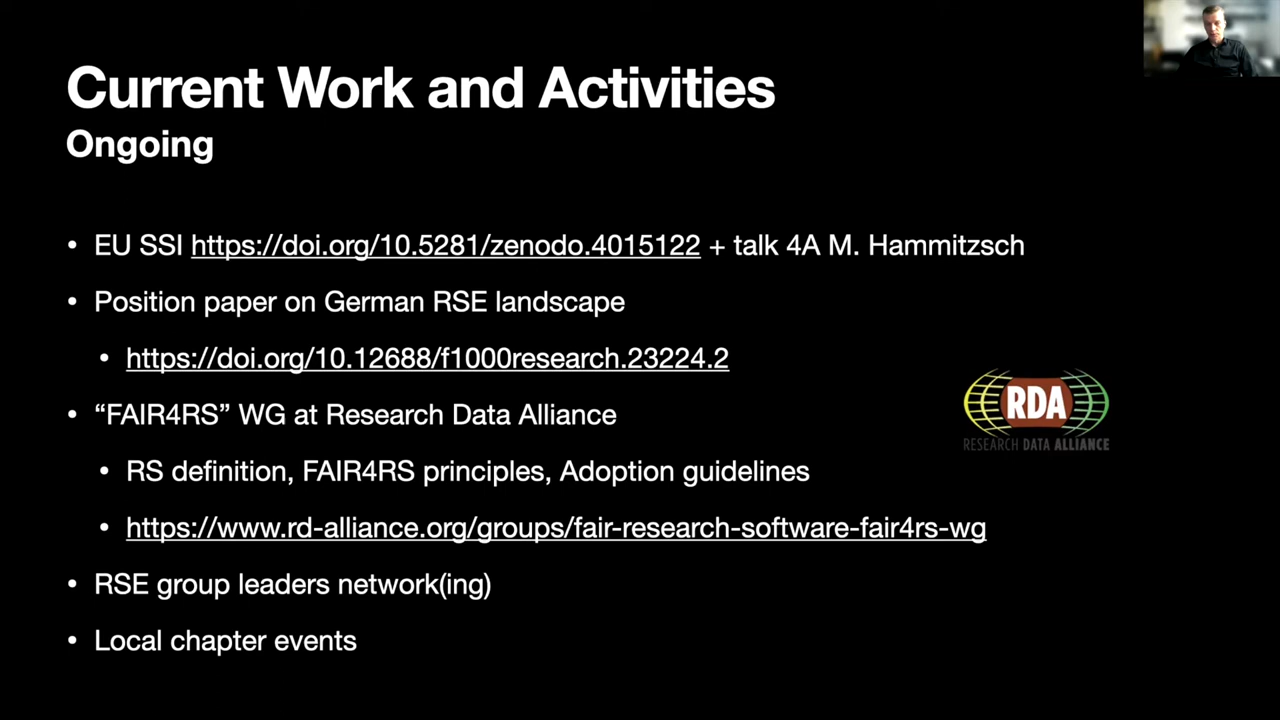 Current Work and Activities
Ongoing
• EU SSI https://doi.org/10.5281/zenodo.4015122 + talk 4A M. Hammitzsch
• Position paper on German RSE landscape
• https://doi.org/10.12688/f1000research.23224.2
• “FAIR4RS” WG at Research Data Alliance
• RS definition, FAIR4RS principles, Adoption guidelines
• https://www.rd-alliance.org/groups/fair-research-software-fair4rs-wg
• RSE group leaders network(ing)
• Local chapter events
RDA
RESEARCH DATA ALLIANCE